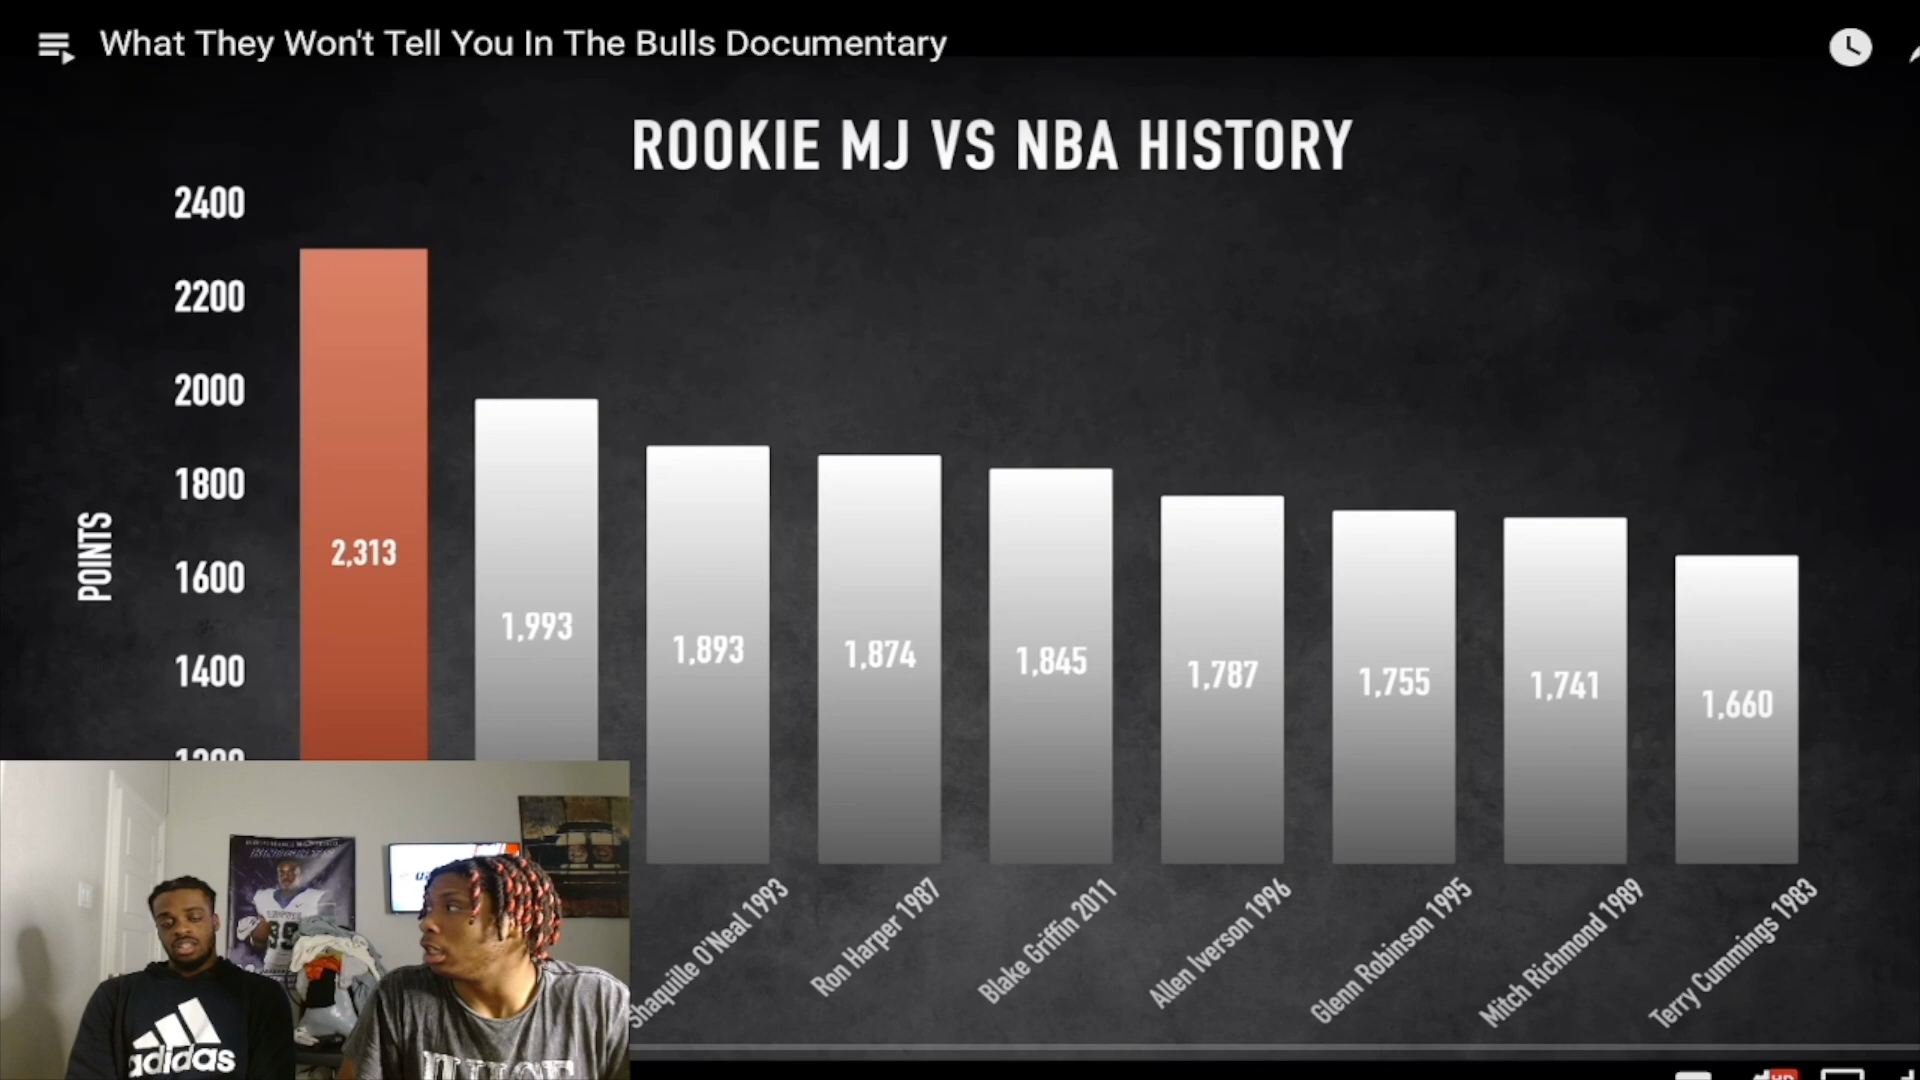 What They Won't Tell You In The Bulls Documentary
ROOKIE MJ VS NBA HISTORY
2400
2200
2000
1800
1600
1400
POINTS
2,313
1,993
1,893
1,874
1,845
1,787
1,755
1,741
1,660
Shaquille O'Neal 1993
Ron Harper 1987
Blake Griffin 2011
Allen Iverson 1996
Glenn Robinson 1995
Mitch Richmond 1989
Terry Cummings 1983
adidas
HD